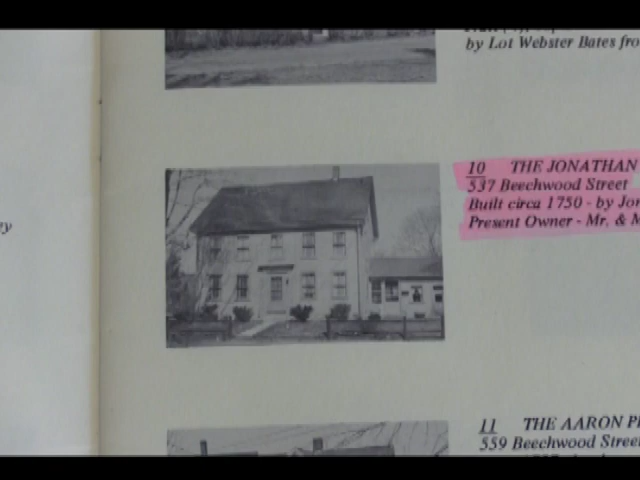 by Lot Webster Bates fro
10 THE JONATHAN
537 Beechwood Street
Built circa 1750 - by Jon
Present Owner - Mr. & M
11 THE AARON P
559 Beechwood Stree